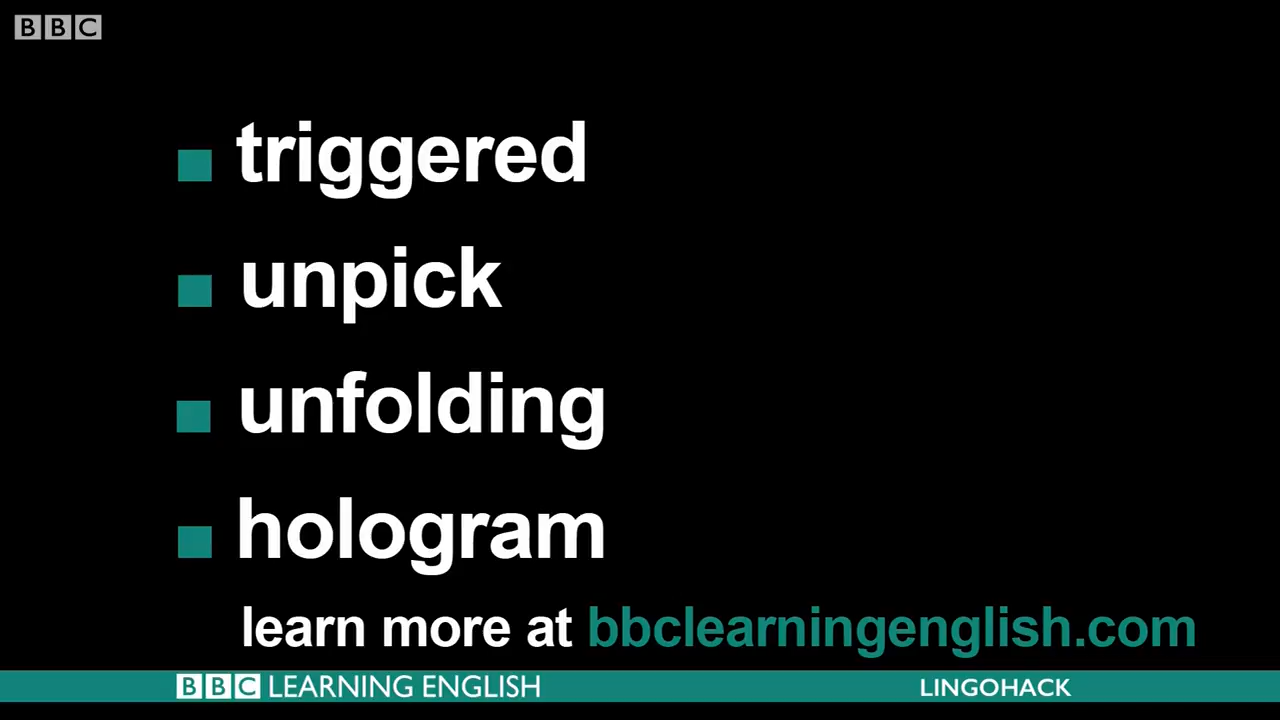 BBC
triggered
unpick
unfolding
hologram
learn more at bbclearningenglish.com
BBC LEARNING ENGLISH
LINGOHACK